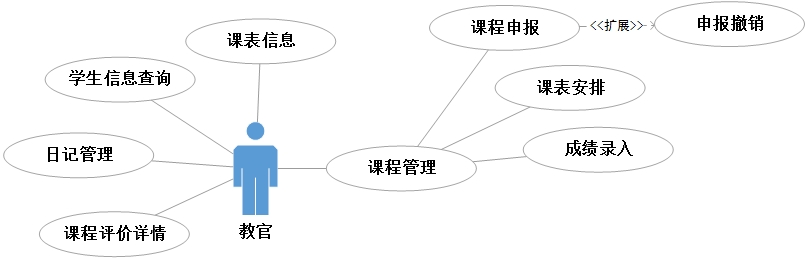 课程申报
<<扩展>>
申报撤销
课表信息
学生信息查询
课表安排
日记管理
课程管理
成绩录入
课程评价详情
教官